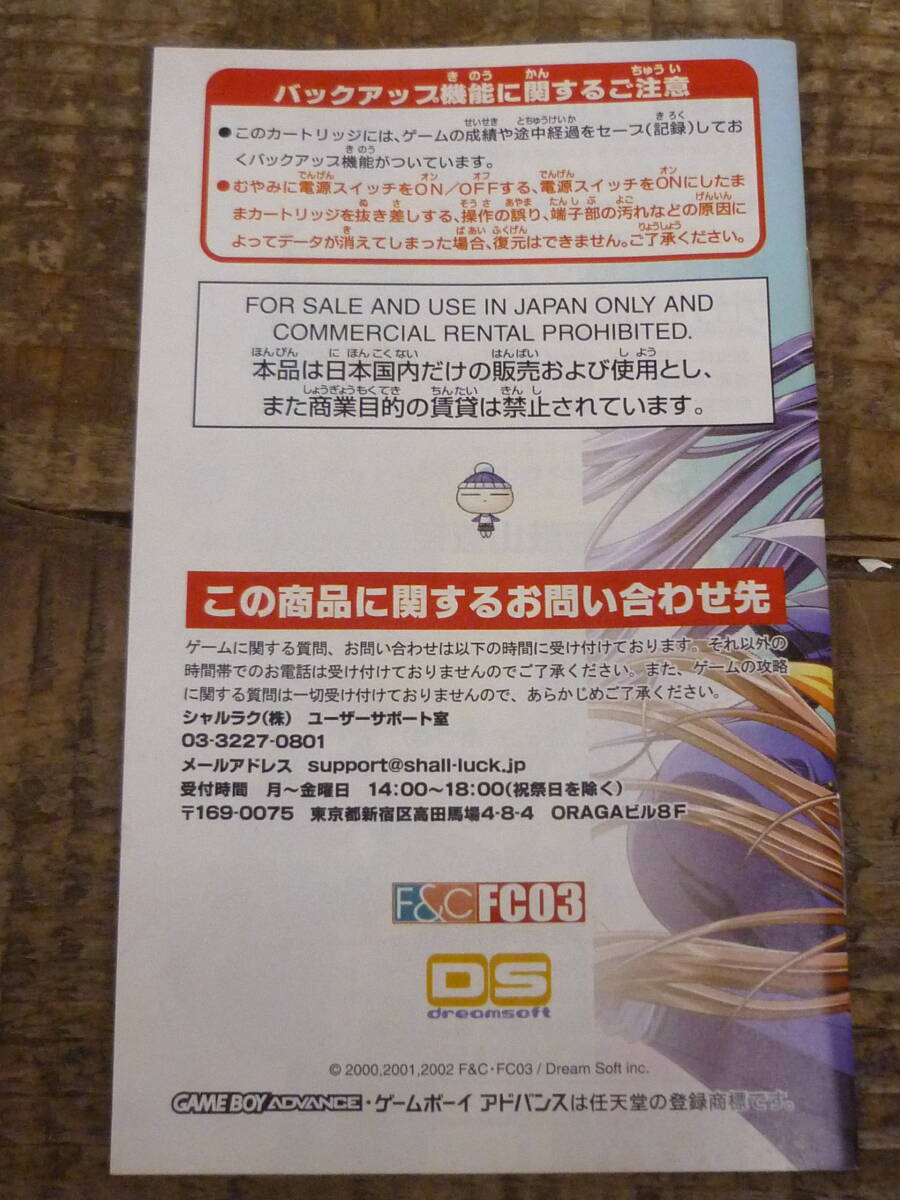 バックアップ機能に関するご注意
●このカートリッジには、ゲームの成績や途中経過をセーブ(記録)してお
くバックアップ機能がついています。
●むやみに電源スイッチをON/OFFする、電源スイッチをONにしたま
まカートリッジを抜き差しする、操作の誤り、端子部の汚れなどの原因に
よってデータが消えてしまった場合、復元はできません。ご了承ください。
FOR SALE AND USE IN JAPAN ONLY AND
COMMERCIAL RENTAL PROHIBITED.
本品は日本国内だけの販売および使用とし、
また商業目的の賃貸は禁止されています。
この商品に関するお問い合わせ先
ゲームに関する質問、お問い合わせは以下の時間に受け付けております。それ以外の
時間帯でのお電話は受け付けておりませんのでご了承ください。また、ゲームの攻略
に関する質問は一切受け付けておりませんので、あらかじめご了承ください。
シャルラク(株) ユーザーサポート室
03-3227-0801
メールアドレス support@shall-luck.jp
受付時間 月～金曜日 14:00～18:00(祝祭日を除く)
〒169-0075 東京都新宿区高田馬場4-8-4 ORAGAビル8F
F&C FC03
DS
dreamsoft
© 2000,2001,2002 F&C・FC03 / Dream Soft inc.
GAME BOY ADVANCE・ゲームボーイ アドバンスは任天堂の登録商標です。